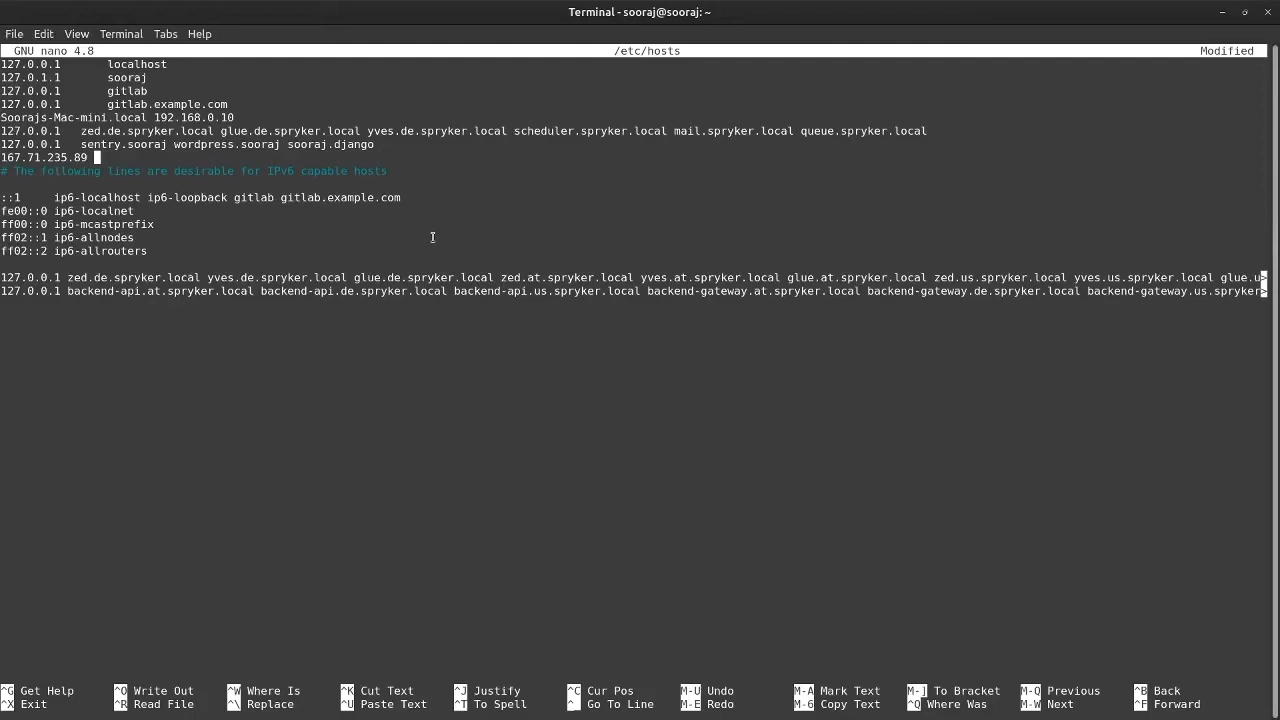 Terminal - sooraj@sooraj: ~
File Edit View Terminal Tabs Help
GNU nano 4.8 /etc/hosts Modified
127.0.0.1 localhost
127.0.1.1 sooraj
127.0.0.1 gitlab
127.0.0.1 gitlab.example.com
Soorajs-Mac-mini.local 192.168.0.10
127.0.0.1 zed.de.spryker.local glue.de.spryker.local yves.de.spryker.local scheduler.spryker.local mail.spryker.local queue.spryker.local
127.0.0.1 sentry.sooraj wordpress.sooraj sooraj.django
167.71.235.89
# The following lines are desirable for IPv6 capable hosts
::1 ip6-localhost ip6-loopback gitlab gitlab.example.com
fe00::0 ip6-localnet
ff00::0 ip6-mcastprefix
ff02::1 ip6-allnodes
ff02::2 ip6-allrouters
127.0.0.1 zed.de.spryker.local yves.de.spryker.local glue.de.spryker.local zed.at.spryker.local yves.at.spryker.local glue.at.spryker.local zed.us.spryker.local yves.us.spryker.local glue.u>
127.0.0.1 backend-api.at.spryker.local backend-api.de.spryker.local backend-api.us.spryker.local backend-gateway.at.spryker.local backend-gateway.de.spryker.local backend-gateway.us.spryker>
^G Get Help ^O Write Out ^W Where Is ^K Cut Text ^J Justify ^C Cur Pos M-U Undo M-A Mark Text M-] To Bracket M-Q Previous ^B Back
^X Exit ^R Read File ^\ Replace ^U Paste Text ^T To Spell ^_ Go To Line M-E Redo M-6 Copy Text ^Q Where Was M-W Next ^F Forward